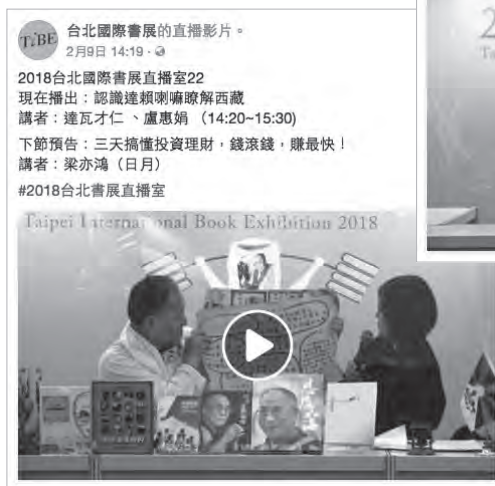 TiBE
台北國際書展的直播影片。
2月9日 14:19
2018台北國際書展直播室22
現在播出：認識達賴喇嘛瞭解西藏
講者：達瓦才仁 、盧惠娟 （14:20~15:30)
下節預告：三天搞懂投資理財，錢滾錢，賺最快！
講者：梁亦鴻（日月）
#2018台北書展直播室
Taipei International Book Exhibition 2018